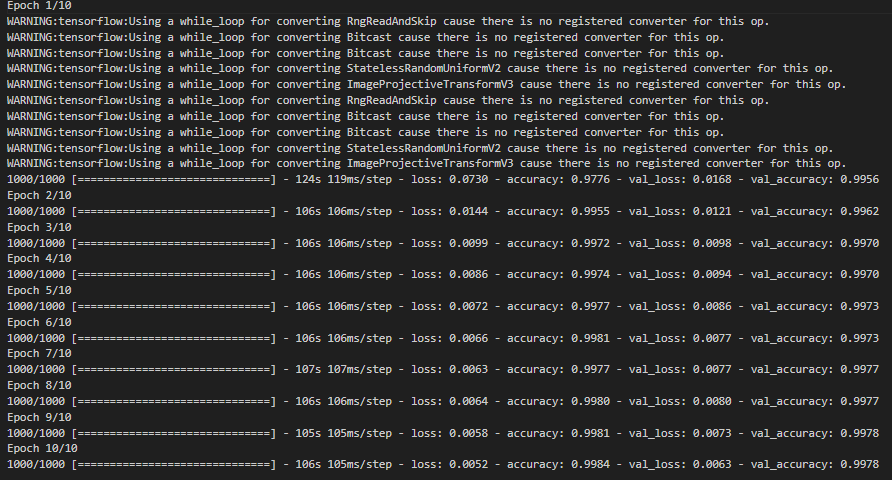 Epoch 1/10
WARNING:tensorflow:Using a while_loop for converting RngReadAndSkip cause there is no registered converter for this op.
WARNING:tensorflow:Using a while_loop for converting Bitcast cause there is no registered converter for this op.
WARNING:tensorflow:Using a while_loop for converting Bitcast cause there is no registered converter for this op.
WARNING:tensorflow:Using a while_loop for converting StatelessRandomUniformV2 cause there is no registered converter for this op.
WARNING:tensorflow:Using a while_loop for converting ImageProjectiveTransformV3 cause there is no registered converter for this op.
WARNING:tensorflow:Using a while_loop for converting RngReadAndSkip cause there is no registered converter for this op.
WARNING:tensorflow:Using a while_loop for converting Bitcast cause there is no registered converter for this op.
WARNING:tensorflow:Using a while_loop for converting Bitcast cause there is no registered converter for this op.
WARNING:tensorflow:Using a while_loop for converting StatelessRandomUniformV2 cause there is no registered converter for this op.
WARNING:tensorflow:Using a while_loop for converting ImageProjectiveTransformV3 cause there is no registered converter for this op.
1000/1000 [==============================] - 124s 119ms/step - loss: 0.0730 - accuracy: 0.9776 - val_loss: 0.0168 - val_accuracy: 0.9956
Epoch 2/10
1000/1000 [==============================] - 106s 106ms/step - loss: 0.0144 - accuracy: 0.9955 - val_loss: 0.0121 - val_accuracy: 0.9962
Epoch 3/10
1000/1000 [==============================] - 106s 106ms/step - loss: 0.0099 - accuracy: 0.9972 - val_loss: 0.0098 - val_accuracy: 0.9970
Epoch 4/10
1000/1000 [==============================] - 106s 106ms/step - loss: 0.0086 - accuracy: 0.9974 - val_loss: 0.0094 - val_accuracy: 0.9970
Epoch 5/10
1000/1000 [==============================] - 106s 106ms/step - loss: 0.0072 - accuracy: 0.9977 - val_loss: 0.0086 - val_accuracy: 0.9973
Epoch 6/10
1000/1000 [==============================] - 106s 106ms/step - loss: 0.0066 - accuracy: 0.9981 - val_loss: 0.0077 - val_accuracy: 0.9973
Epoch 7/10
1000/1000 [==============================] - 107s 107ms/step - loss: 0.0063 - accuracy: 0.9977 - val_loss: 0.0077 - val_accuracy: 0.9977
Epoch 8/10
1000/1000 [==============================] - 106s 106ms/step - loss: 0.0064 - accuracy: 0.9980 - val_loss: 0.0080 - val_accuracy: 0.9977
Epoch 9/10
1000/1000 [==============================] - 105s 105ms/step - loss: 0.0058 - accuracy: 0.9981 - val_loss: 0.0073 - val_accuracy: 0.9978
Epoch 10/10
1000/1000 [==============================] - 106s 105ms/step - loss: 0.0052 - accuracy: 0.9984 - val_loss: 0.0063 - val_accuracy: 0.9978